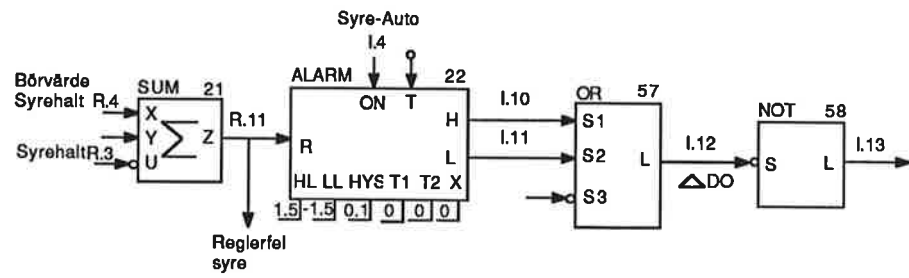 Syre-Auto
I.4
Börvärde
Syrehalt R.4
SyrehaltR.3
SUM 21
X
Y
U
Z
R.11
Reglerfel
syre
ALARM 22
ON T
R
H
L
HL LL HYS T1 T2 X
1.5 -1.5 0.1 0 0 0
I.10
I.11
OR 57
S1
S2
S3
L
I.12
△DO
NOT 58
S L
I.13